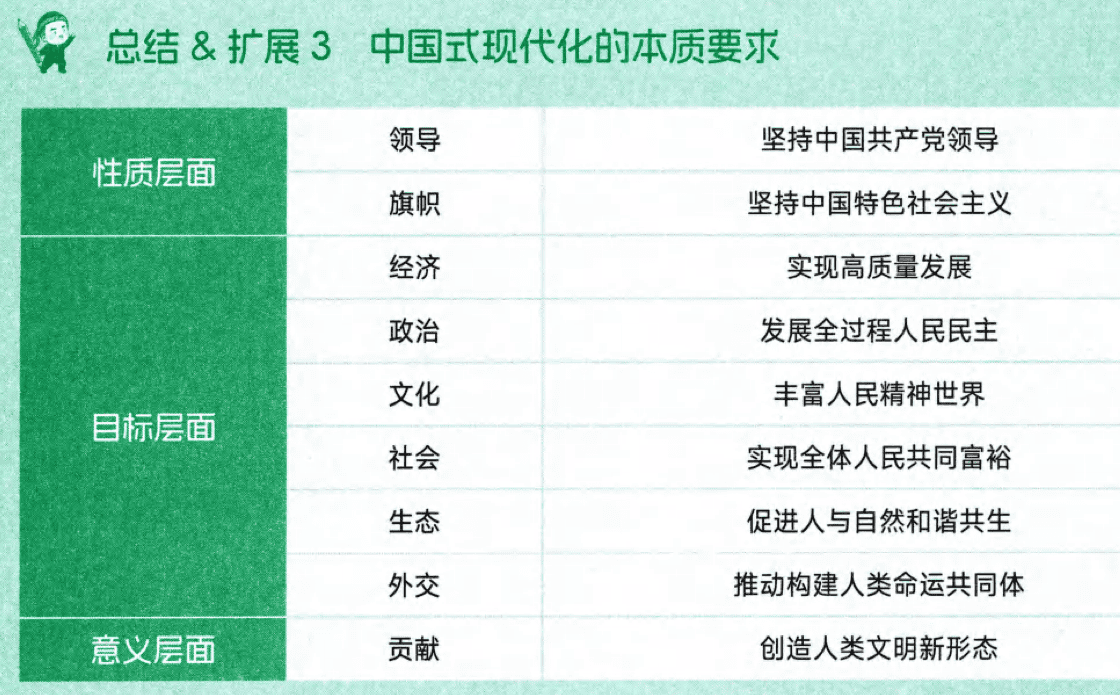 总结 & 扩展 3 中国式现代化的本质要求
性质层面
领导 坚持中国共产党领导
旗帜 坚持中国特色社会主义
目标层面
经济 实现高质量发展
政治 发展全过程人民民主
文化 丰富人民精神世界
社会 实现全体人民共同富裕
生态 促进人与自然和谐共生
外交 推动构建人类命运共同体
意义层面
贡献 创造人类文明新形态